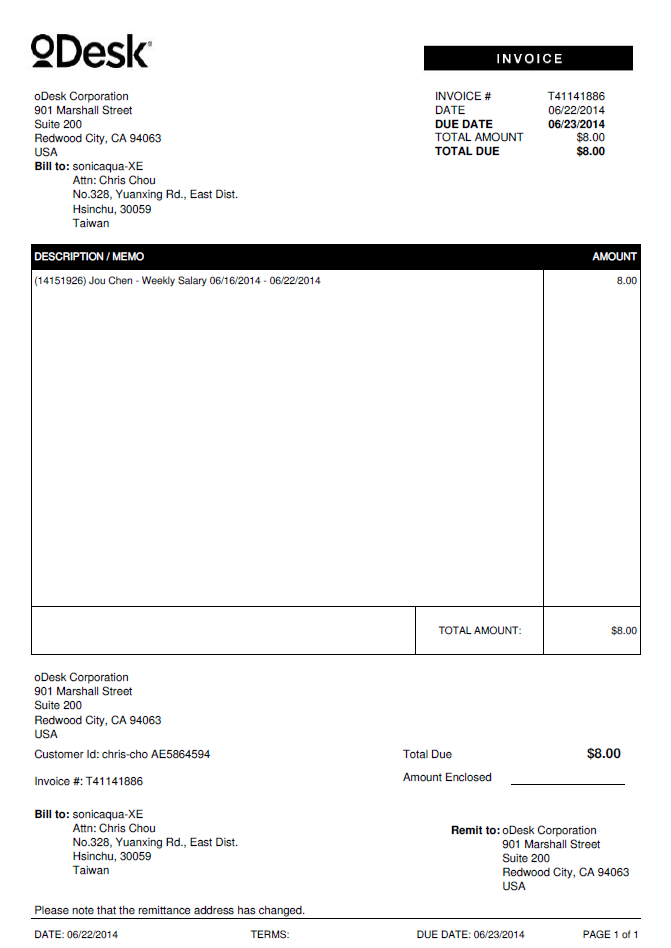 oDesk
INVOICE
oDesk Corporation
901 Marshall Street
Suite 200
Redwood City, CA 94063
USA
Bill to: sonicaqua-XE
Attn: Chris Chou
No.328, Yuanxing Rd., East Dist.
Hsinchu, 30059
Taiwan
INVOICE # T41141886
DATE 06/22/2014
DUE DATE 06/23/2014
TOTAL AMOUNT $8.00
TOTAL DUE $8.00
DESCRIPTION / MEMO AMOUNT
(14151926) Jou Chen - Weekly Salary 06/16/2014 - 06/22/2014 8.00
TOTAL AMOUNT: $8.00
oDesk Corporation
901 Marshall Street
Suite 200
Redwood City, CA 94063
USA
Customer Id: chris-cho AE5864594
Invoice #: T41141886
Total Due $8.00
Amount Enclosed
Bill to: sonicaqua-XE
Attn: Chris Chou
No.328, Yuanxing Rd., East Dist.
Hsinchu, 30059
Taiwan
Remit to: oDesk Corporation
901 Marshall Street
Suite 200
Redwood City, CA 94063
USA
Please note that the remittance address has changed.
DATE: 06/22/2014 TERMS: DUE DATE: 06/23/2014 PAGE 1 of 1